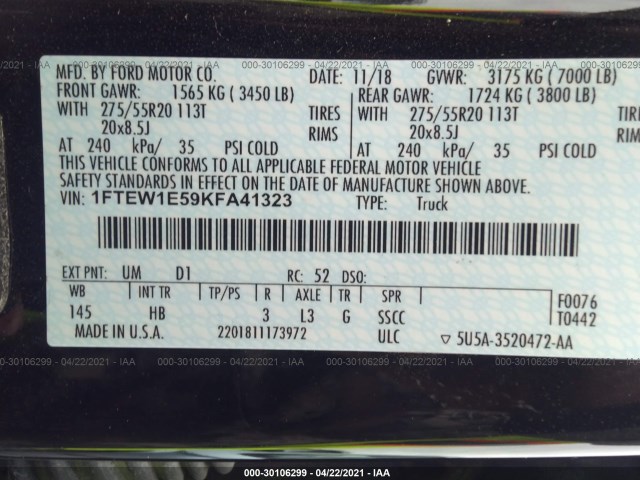 000-30106299 - 04/22/2021 - IAA
MFD. BY FORD MOTOR CO. DATE: 11/18 GVWR: 3175 KG ( 7000 LB)
FRONT GAWR: 1565 KG ( 3450 LB) REAR GAWR: 1724 KG ( 3800 LB)
WITH 275/55R20 113T TIRES WITH 275/55R20 113T TIRES
20x8.5J RIMS 20x8.5J RIMS
AT 240 kPa/ 35 PSI COLD AT 240 kPa/ 35 PSI COLD
THIS VEHICLE CONFORMS TO ALL APPLICABLE FEDERAL MOTOR VEHICLE
SAFETY STANDARDS IN EFFECT ON THE DATE OF MANUFACTURE SHOWN ABOVE.
VIN: 1FTEW1E59KFA41323 TYPE: Truck
EXT PNT: UM D1 RC: 52 DSO:
WB INT TR TP/PS R AXLE TR SPR F0076
145 HB 3 L3 G SSCC T0442
MADE IN U.S.A. 2201811173972 ULC ▽ 5U5A-3520472-AA
000-30106299 - 04/22/2021 - IAA